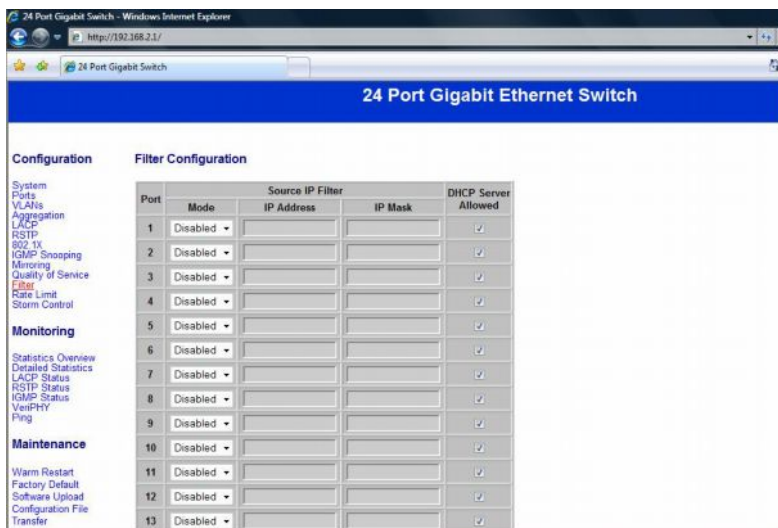 24 Port Gigabit Switch - Windows Internet Explorer
http://192.168.2.1/
24 Port Gigabit Switch
24 Port Gigabit Ethernet Switch
Configuration
System
Ports
VLANs
Aggregation
LACP
RSTP
802.1X
IGMP Snooping
Mirroring
Quality of Service
Filter
Rate Limit
Storm Control
Monitoring
Statistics Overview
Detailed Statistics
LACP Status
RSTP Status
IGMP Status
VeriPHY
Ping
Maintenance
Warm Restart
Factory Default
Software Upload
Configuration File
Transfer
Filter Configuration
Port Source IP Filter DHCP Server Allowed
Mode IP Address IP Mask
1 Disabled
2 Disabled
3 Disabled
4 Disabled
5 Disabled
6 Disabled
7 Disabled
8 Disabled
9 Disabled
10 Disabled
11 Disabled
12 Disabled
13 Disabled